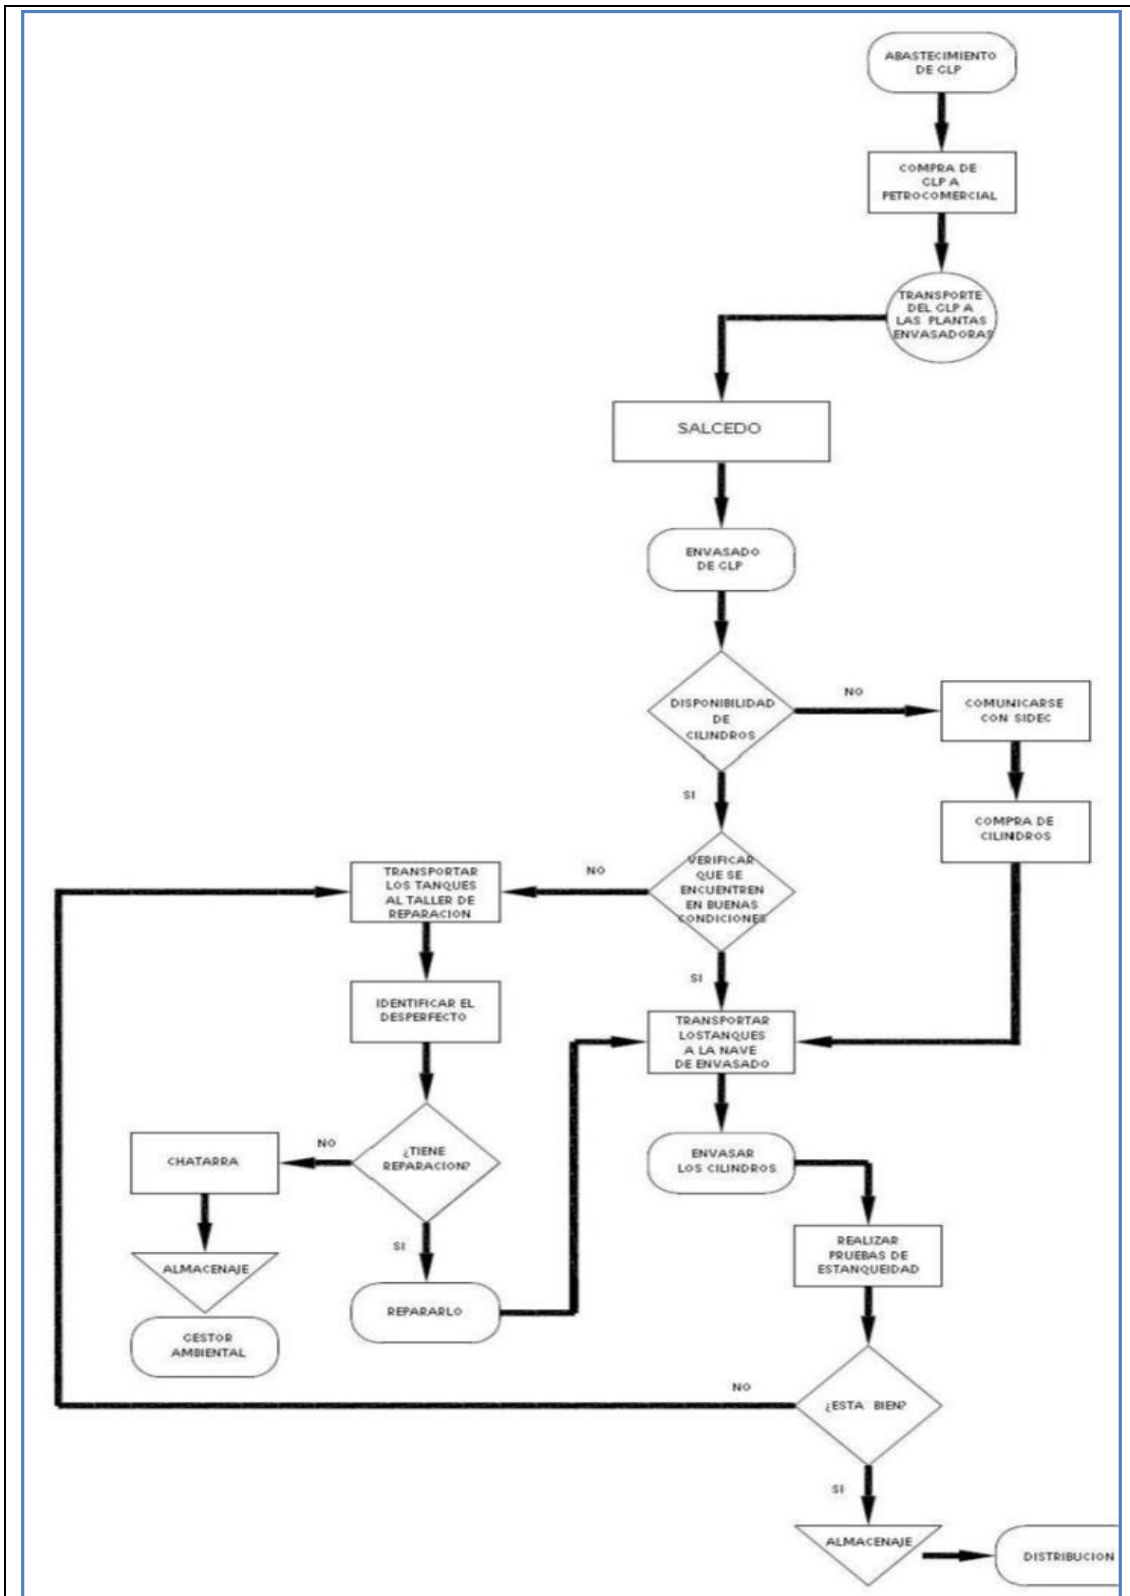 ABASTECIMIENTO
DE GLP
COMPRA DE
GLP A
PETROCOMERCIAL
TRANSPORTE
DEL GLP A
LAS PLANTAS
ENVASADORAS
SALCEDO
ENVASADO
DE GLP
DISPONIBILIDAD
DE
CILINDROS
NO
COMUNICARSE
CON SIDEC
SI
COMPRA DE
CILINDROS
VERIFICAR
QUE SE
ENCUENTREN
EN BUENAS
CONDICIONES
NO
TRANSPORTAR
LOS TANQUES
AL TALLER DE
REPARACION
SI
IDENTIFICAR EL
DESPERFECTO
TRANSPORTAR
LOSTANQUES
A LA NAVE
DE ENVASADO
¿TIENE
REPARACION?
NO
CHATARRA
ENVASAR
LOS CILINDROS
SI
REALIZAR
PRUEBAS DE
ESTANQUEIDAD
ALMACENAJE
REPARARLO
GESTOR
AMBIENTAL
NO
¿ESTA BIEN?
SI
ALMACENAJE
DISTRIBUCION